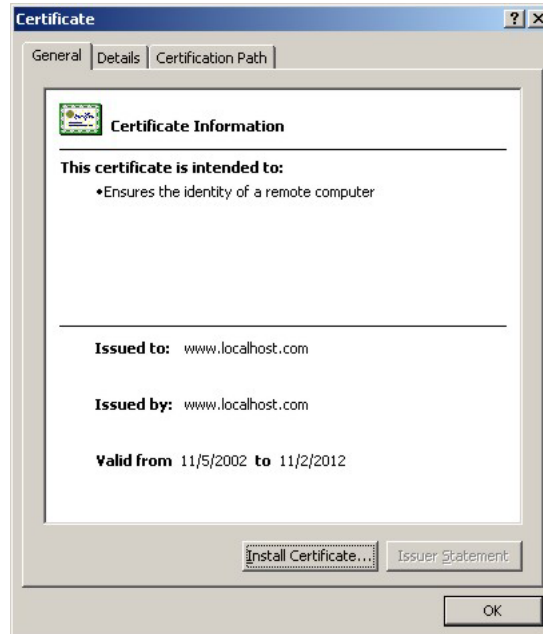 Certificate
General Details Certification Path
Certificate Information
This certificate is intended to:
•Ensures the identity of a remote computer
Issued to: www.localhost.com
Issued by: www.localhost.com
Valid from 11/5/2002 to 11/2/2012
Install Certificate... Issuer Statement
OK